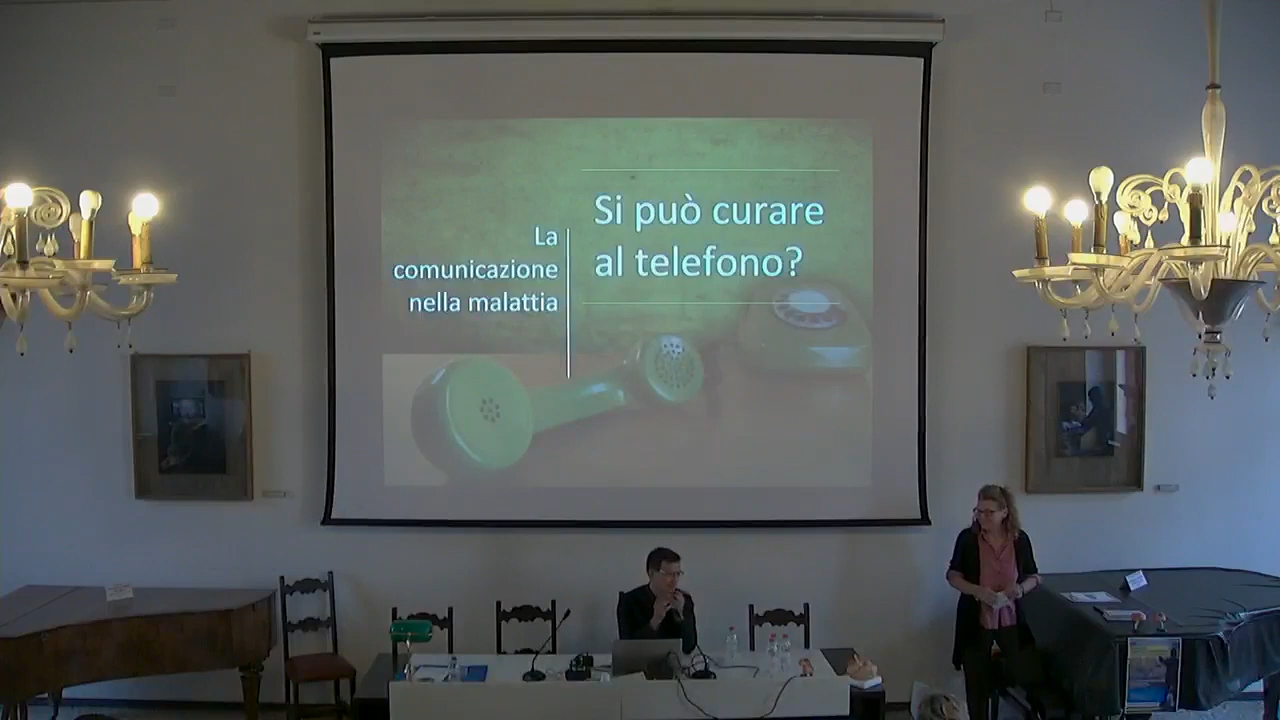 La
comunicazione
nella malattia
Si può curare
al telefono?